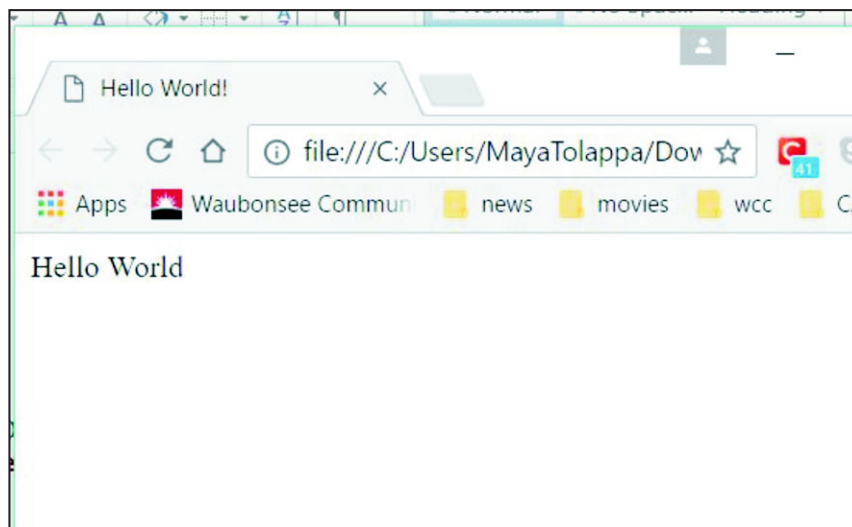 Hello World!
file:///C:/Users/MayaTolappa/Dow
41
Apps Waubonsee Commun news movies wcc
Hello World